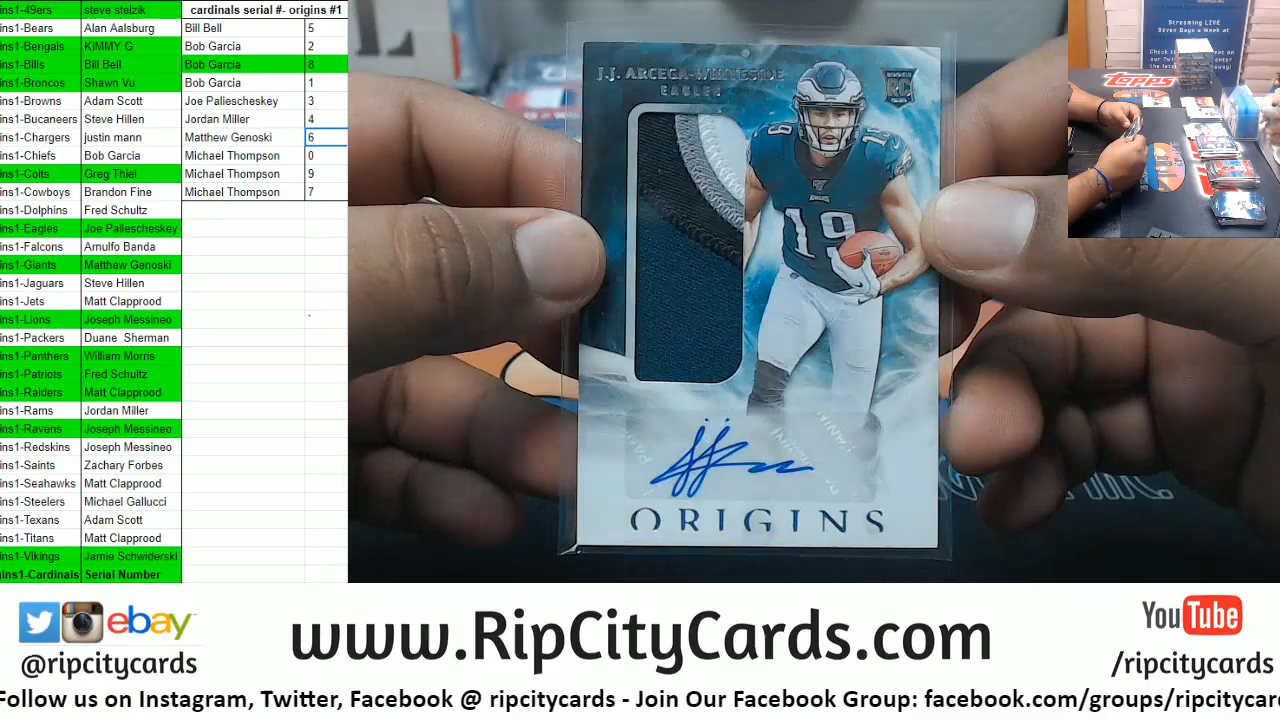 ins1-49ers steve stelzik cardinals serial #- origins #1
ins1-Bears Alan Aalsburg Bill Bell 5
ins1-Bengals KIMMY G Bob Garcia 2
ins1-Bills Bill Bell Bob Garcia 8
ins1-Broncos Shawn Vu Bob Garcia 1
ins1-Browns Adam Scott Joe Paliescheskey 3
ins1-Bucaneers Steve Hillen Jordan Miller 4
ins1-Chargers justin mann Matthew Genoski 6
ins1-Chiefs Bob Garcia Michael Thompson 0
ins1-Colts Greg Thiel Michael Thompson 9
ins1-Cowboys Brandon Fine Michael Thompson 7
ins1-Dolphins Fred Schultz
ins1-Eagles Joe Paliescheskey
ins1-Falcons Arnulfo Banda
ins1-Giants Matthew Genoski
ins1-Jaguars Steve Hillen
ins1-Jets Matt Clapprood
ins1-Lions Joseph Messineo `
ins1-Packers Duane Sherman
ins1-Panthers William Morris
ins1-Patriots Fred Schultz
ins1-Raiders Matt Clapprood
ins1-Rams Jordan Miller
ins1-Ravens Joseph Messineo
ins1-Redskins Joseph Messineo
ins1-Saints Zachary Forbes
ins1-Seahawks Matt Clapprood
ins1-Steelers Michael Gallucci
ins1-Texans Adam Scott
ins1-Titans Matt Clapprood
ins1-Vikings Jamie Schwiderski
gins1-Cardinals Serial Number
J.J. ARCEGA-WHITESIDE
EAGLES
RC
19 19
19
ORIGINS
Streaming LIVE
Seven Days a Week at
topps
ebay
@ripcitycards
www.RipCityCards.com
YouTube
/ripcitycards
Follow us on Instagram, Twitter, Facebook @ ripcitycards - Join Our Facebook Group: facebook.com/groups/ripcitycar